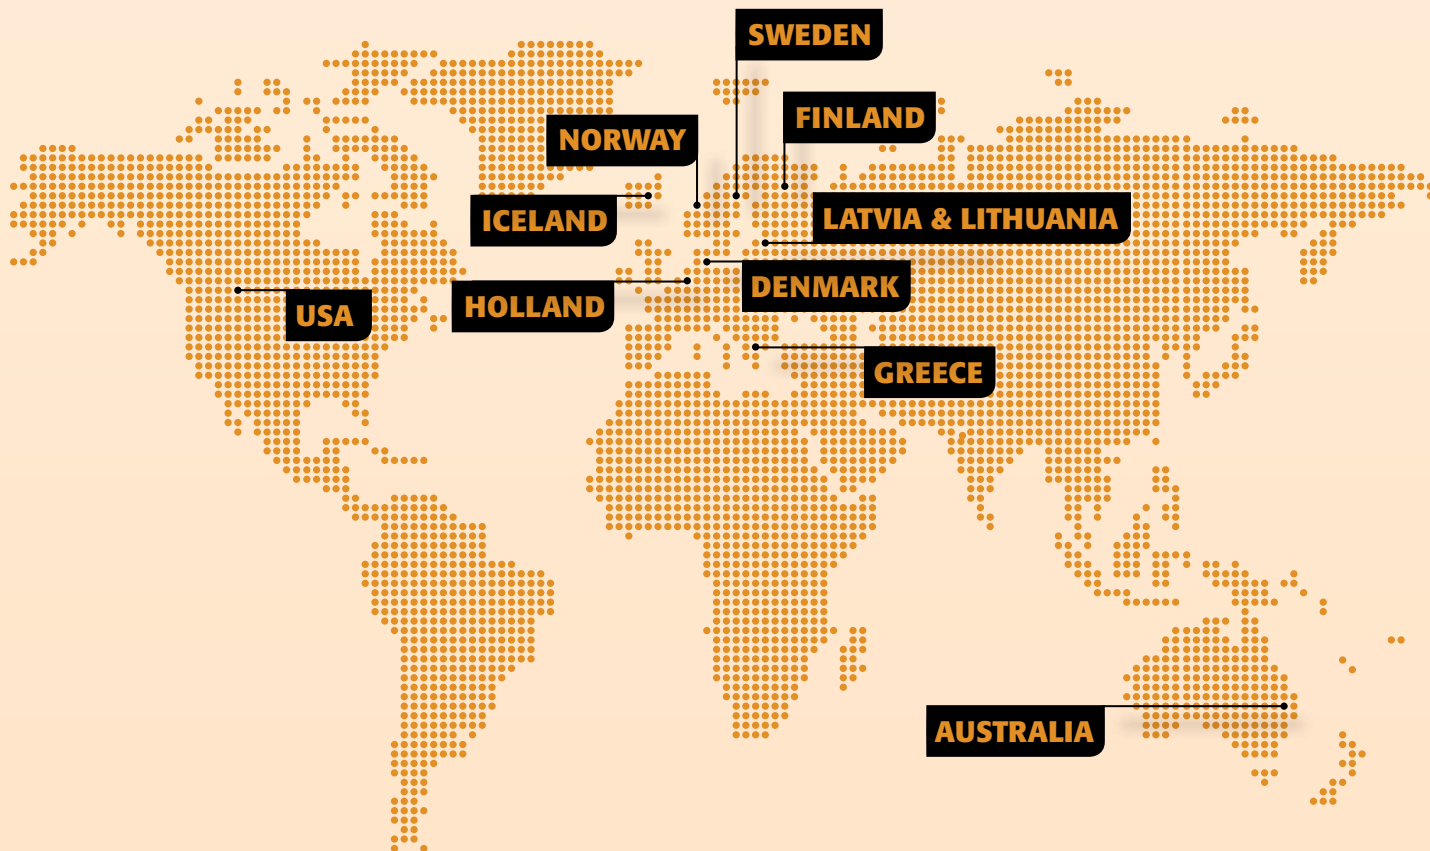 SWEDEN
FINLAND
NORWAY
ICELAND
LATVIA & LITHUANIA
DENMARK
HOLLAND
USA
GREECE
AUSTRALIA